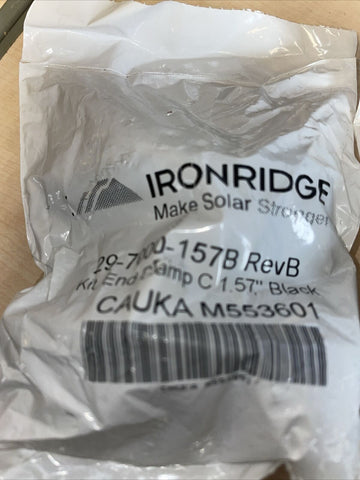 IRONRIDGE
Make Solar Stronger
29-7000-157B RevB
Kit, End Clamp C 1.57," Black
CAUKA M553601